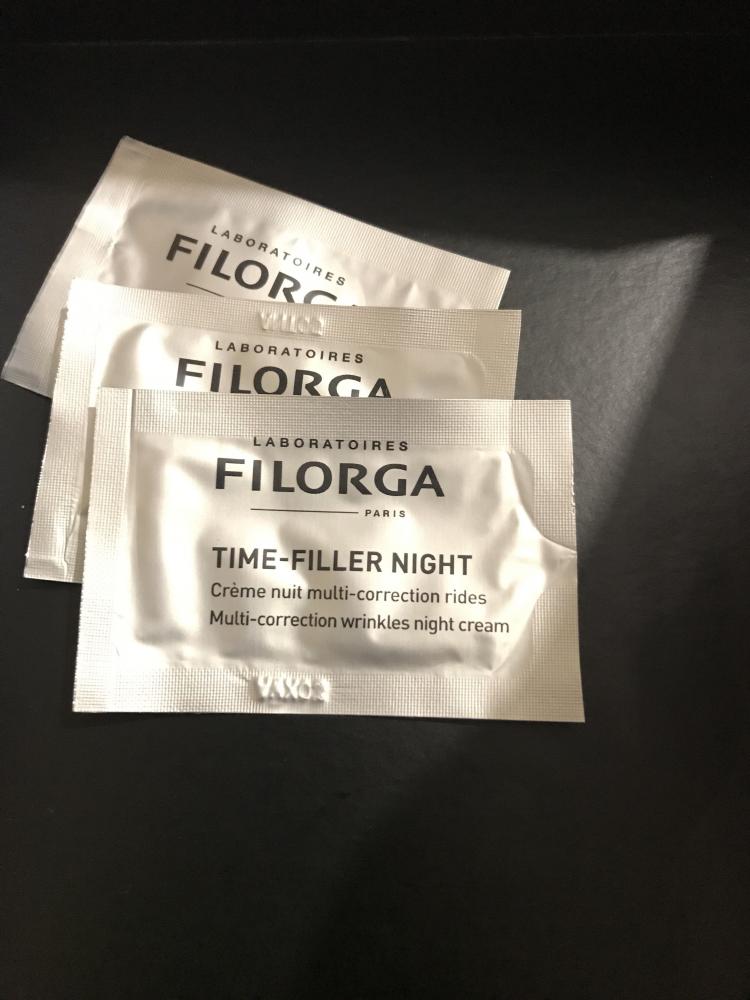 LABORATOIRES
LABORATOIRES
FILORGA
LABORATOIRES
FILORGA
PARIS
TIME-FILLER NIGHT
Crème nuit multi-correction rides
Multi-correction wrinkles night cream